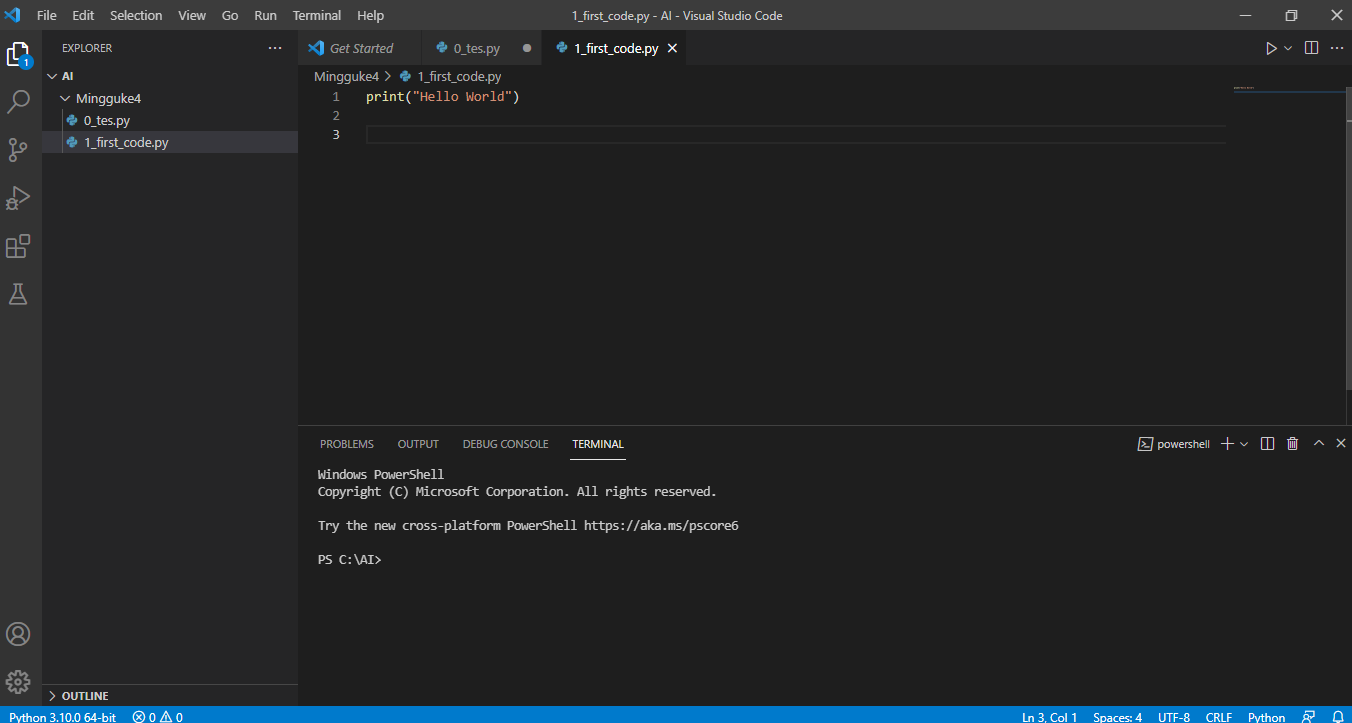 File Edit Selection View Go Run Terminal Help 1_first_code.py - AI - Visual Studio Code
EXPLORER
AI
Mingguke4
0_tes.py
1_first_code.py
OUTLINE
Get Started 0_tes.py 1_first_code.py
Mingguke4 > 1_first_code.py
1 print("Hello World")
2
3
PROBLEMS OUTPUT DEBUG CONSOLE TERMINAL powershell
Windows PowerShell
Copyright (C) Microsoft Corporation. All rights reserved.
Try the new cross-platform PowerShell https://aka.ms/pscore6
PS C:\AI>
1
Python 3.10.0 64-bit 0 0 Ln 3, Col 1 Spaces: 4 UTF-8 CRLF Python